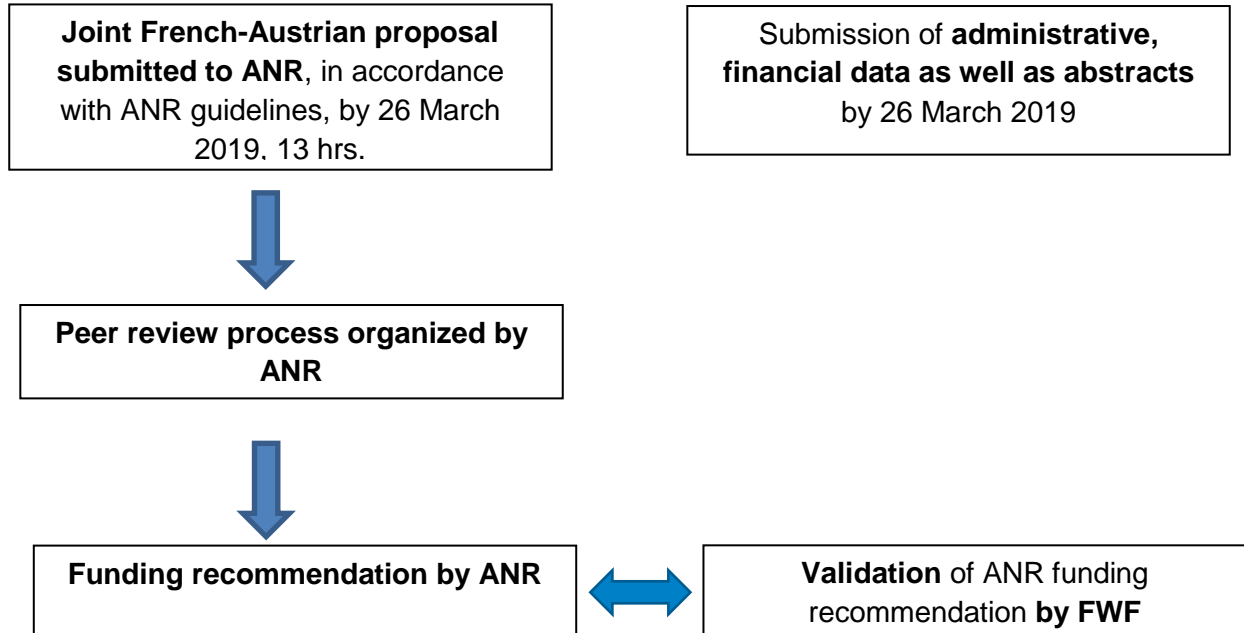 Joint French-Austrian proposal
submitted to ANR, in accordance
with ANR guidelines, by 26 March
2019, 13 hrs.
Submission of administrative,
financial data as well as abstracts
by 26 March 2019
Peer review process organized by
ANR
Funding recommendation by ANR
Validation of ANR funding
recommendation by FWF